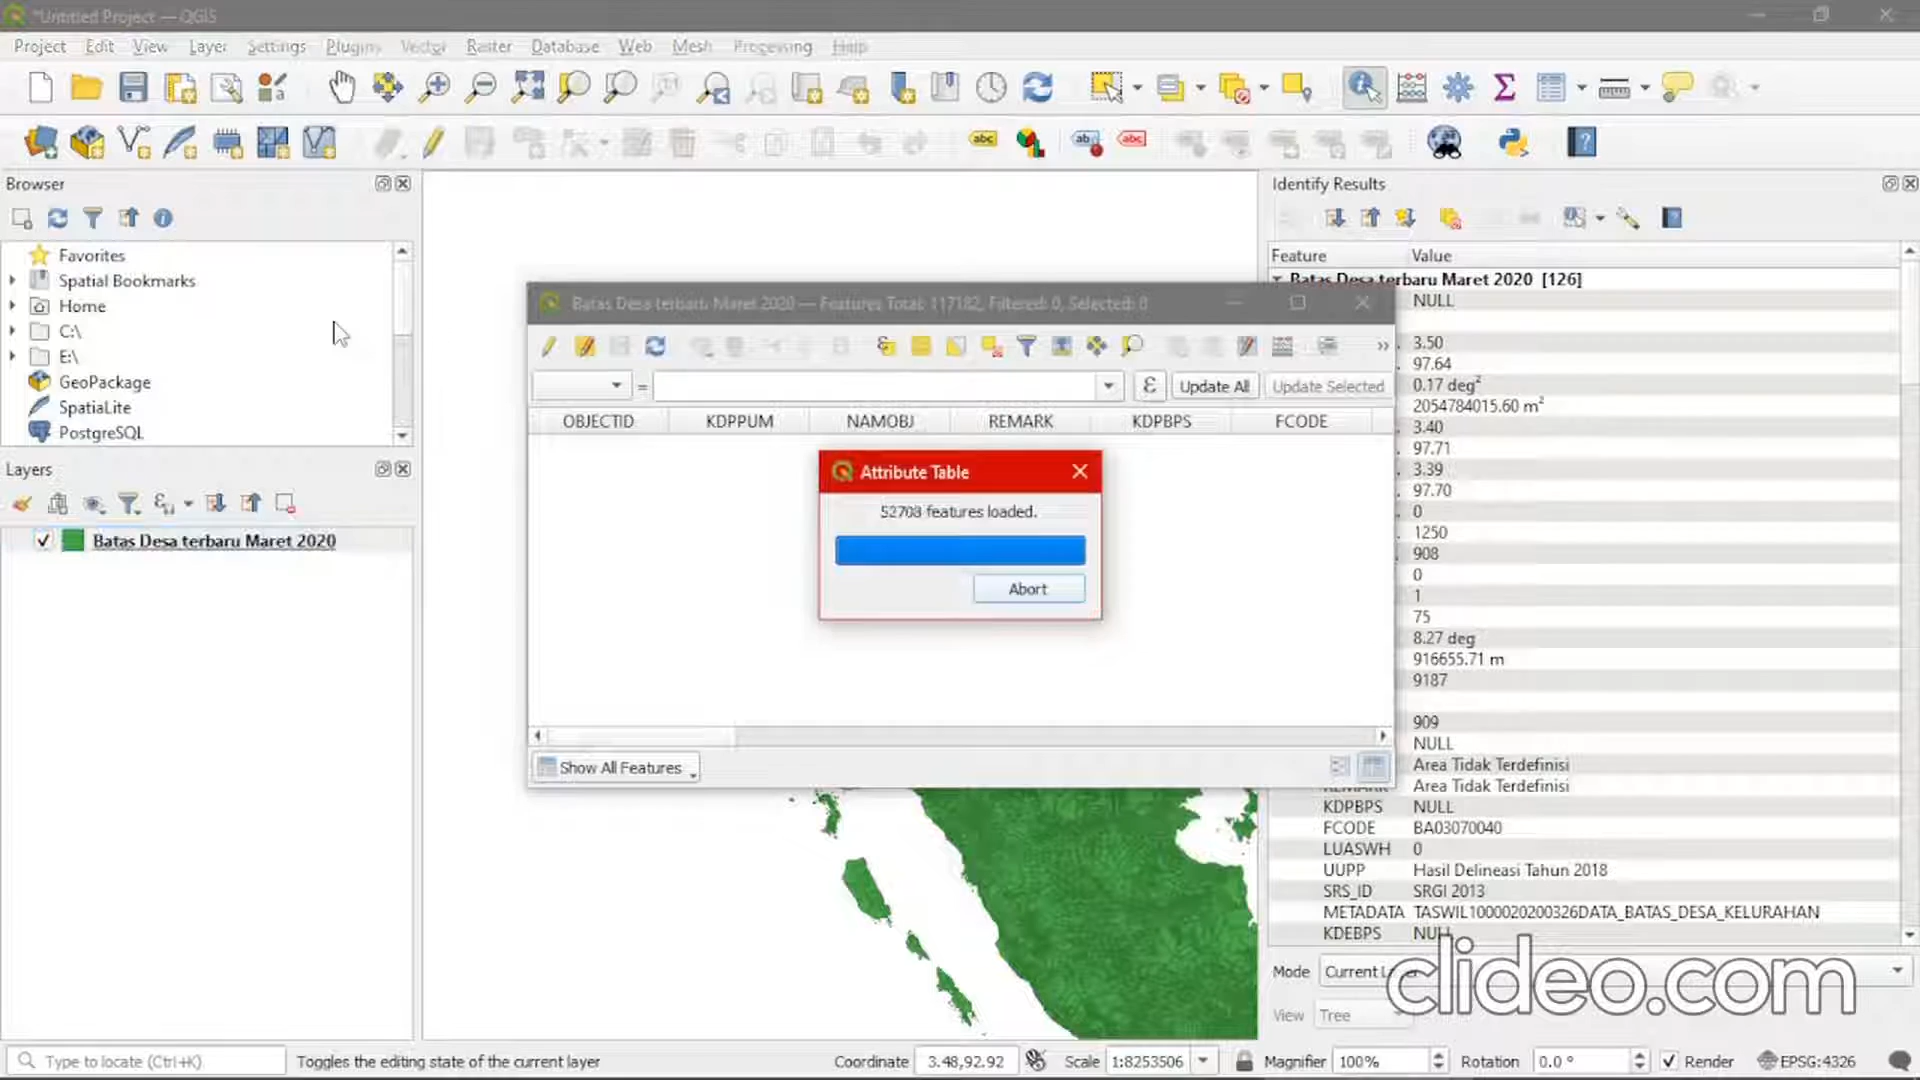 *Untitled Project — QGIS
Project Edit View Layer Settings Plugins Vector Raster Database Web Mesh Processing Help
abc ab abc
Browser
Favorites
Spatial Bookmarks
Home
C:\
E:\
GeoPackage
SpatiaLite
PostgreSQL
Layers
Batas Desa terbaru Maret 2020
Batas Desa terbaru Maret 2020 — Features Total: 117182, Filtered: 0, Selected: 0
= ε Update All Update Selected
OBJECTID KDPPUM NAMOBJ REMARK KDPBPS FCODE
Attribute Table
52708 features loaded.
Abort
Show All Features
Identify Results
Feature Value
Batas Desa terbaru Maret 2020 [126]
NULL
3.50
97.64
0.17 deg²
2054784015.60 m²
3.40
97.71
3.39
97.70
0
1250
908
0
1
75
8.27 deg
916655.71 m
9187
909
NULL
Area Tidak Terdefinisi
REMARK Area Tidak Terdefinisi
KDPBPS NULL
FCODE BA03070040
LUASWH 0
UUPP Hasil Delineasi Tahun 2018
SRS_ID SRGI 2013
METADATA TASWIL1000020200326DATA_BATAS_DESA_KELURAHAN
KDEBPS NULL
Mode Current Layer
View Tree
clideo.com
Type to locate (Ctrl+K) Toggles the editing state of the current layer Coordinate 3.48,92.92 Scale 1:8253506 Magnifier 100% Rotation 0.0 ° Render EPSG:4326